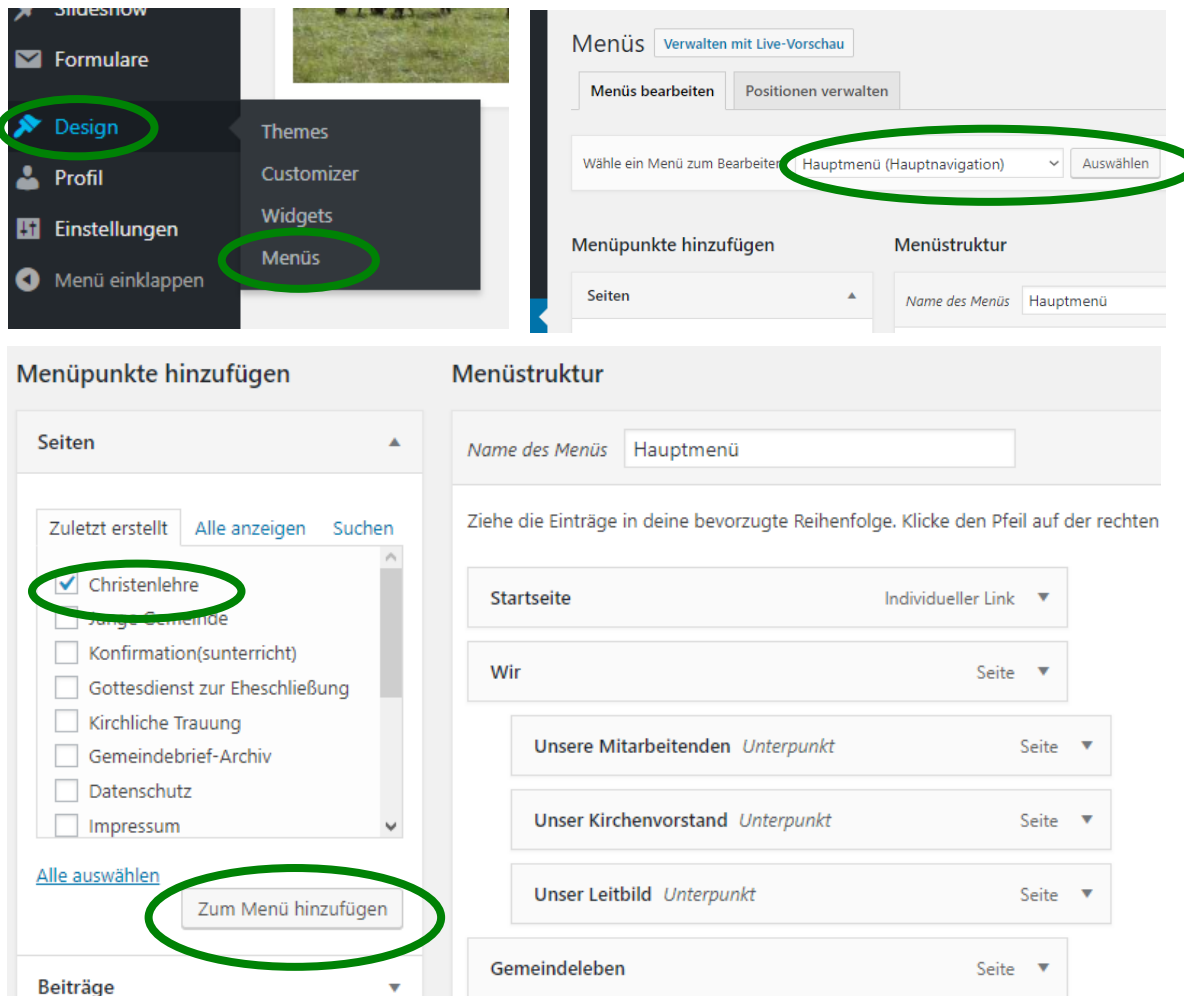 Slideshow
Formulare
Design
Profil
Einstellungen
Menü einklappen
Themes
Customizer
Widgets
Menüs
Menüs Verwalten mit Live-Vorschau
Menüs bearbeiten Positionen verwalten
Wähle ein Menü zum Bearbeiten Hauptmenü (Hauptnavigation) Auswählen
Menüpunkte hinzufügen Menüstruktur
Seiten Name des Menüs Hauptmenü
Menüpunkte hinzufügen
Seiten
Zuletzt erstellt Alle anzeigen Suchen
Christenlehre
Junge Gemeinde
Konfirmation(sunterricht)
Gottesdienst zur Eheschließung
Kirchliche Trauung
Gemeindebrief-Archiv
Datenschutz
Impressum
Alle auswählen
Zum Menü hinzufügen
Beiträge
Menüstruktur
Name des Menüs Hauptmenü
Ziehe die Einträge in deine bevorzugte Reihenfolge. Klicke den Pfeil auf der rechten
Startseite Individueller Link
Wir Seite
Unsere Mitarbeitenden Unterpunkt Seite
Unser Kirchenvorstand Unterpunkt Seite
Unser Leitbild Unterpunkt Seite
Gemeindeleben Seite